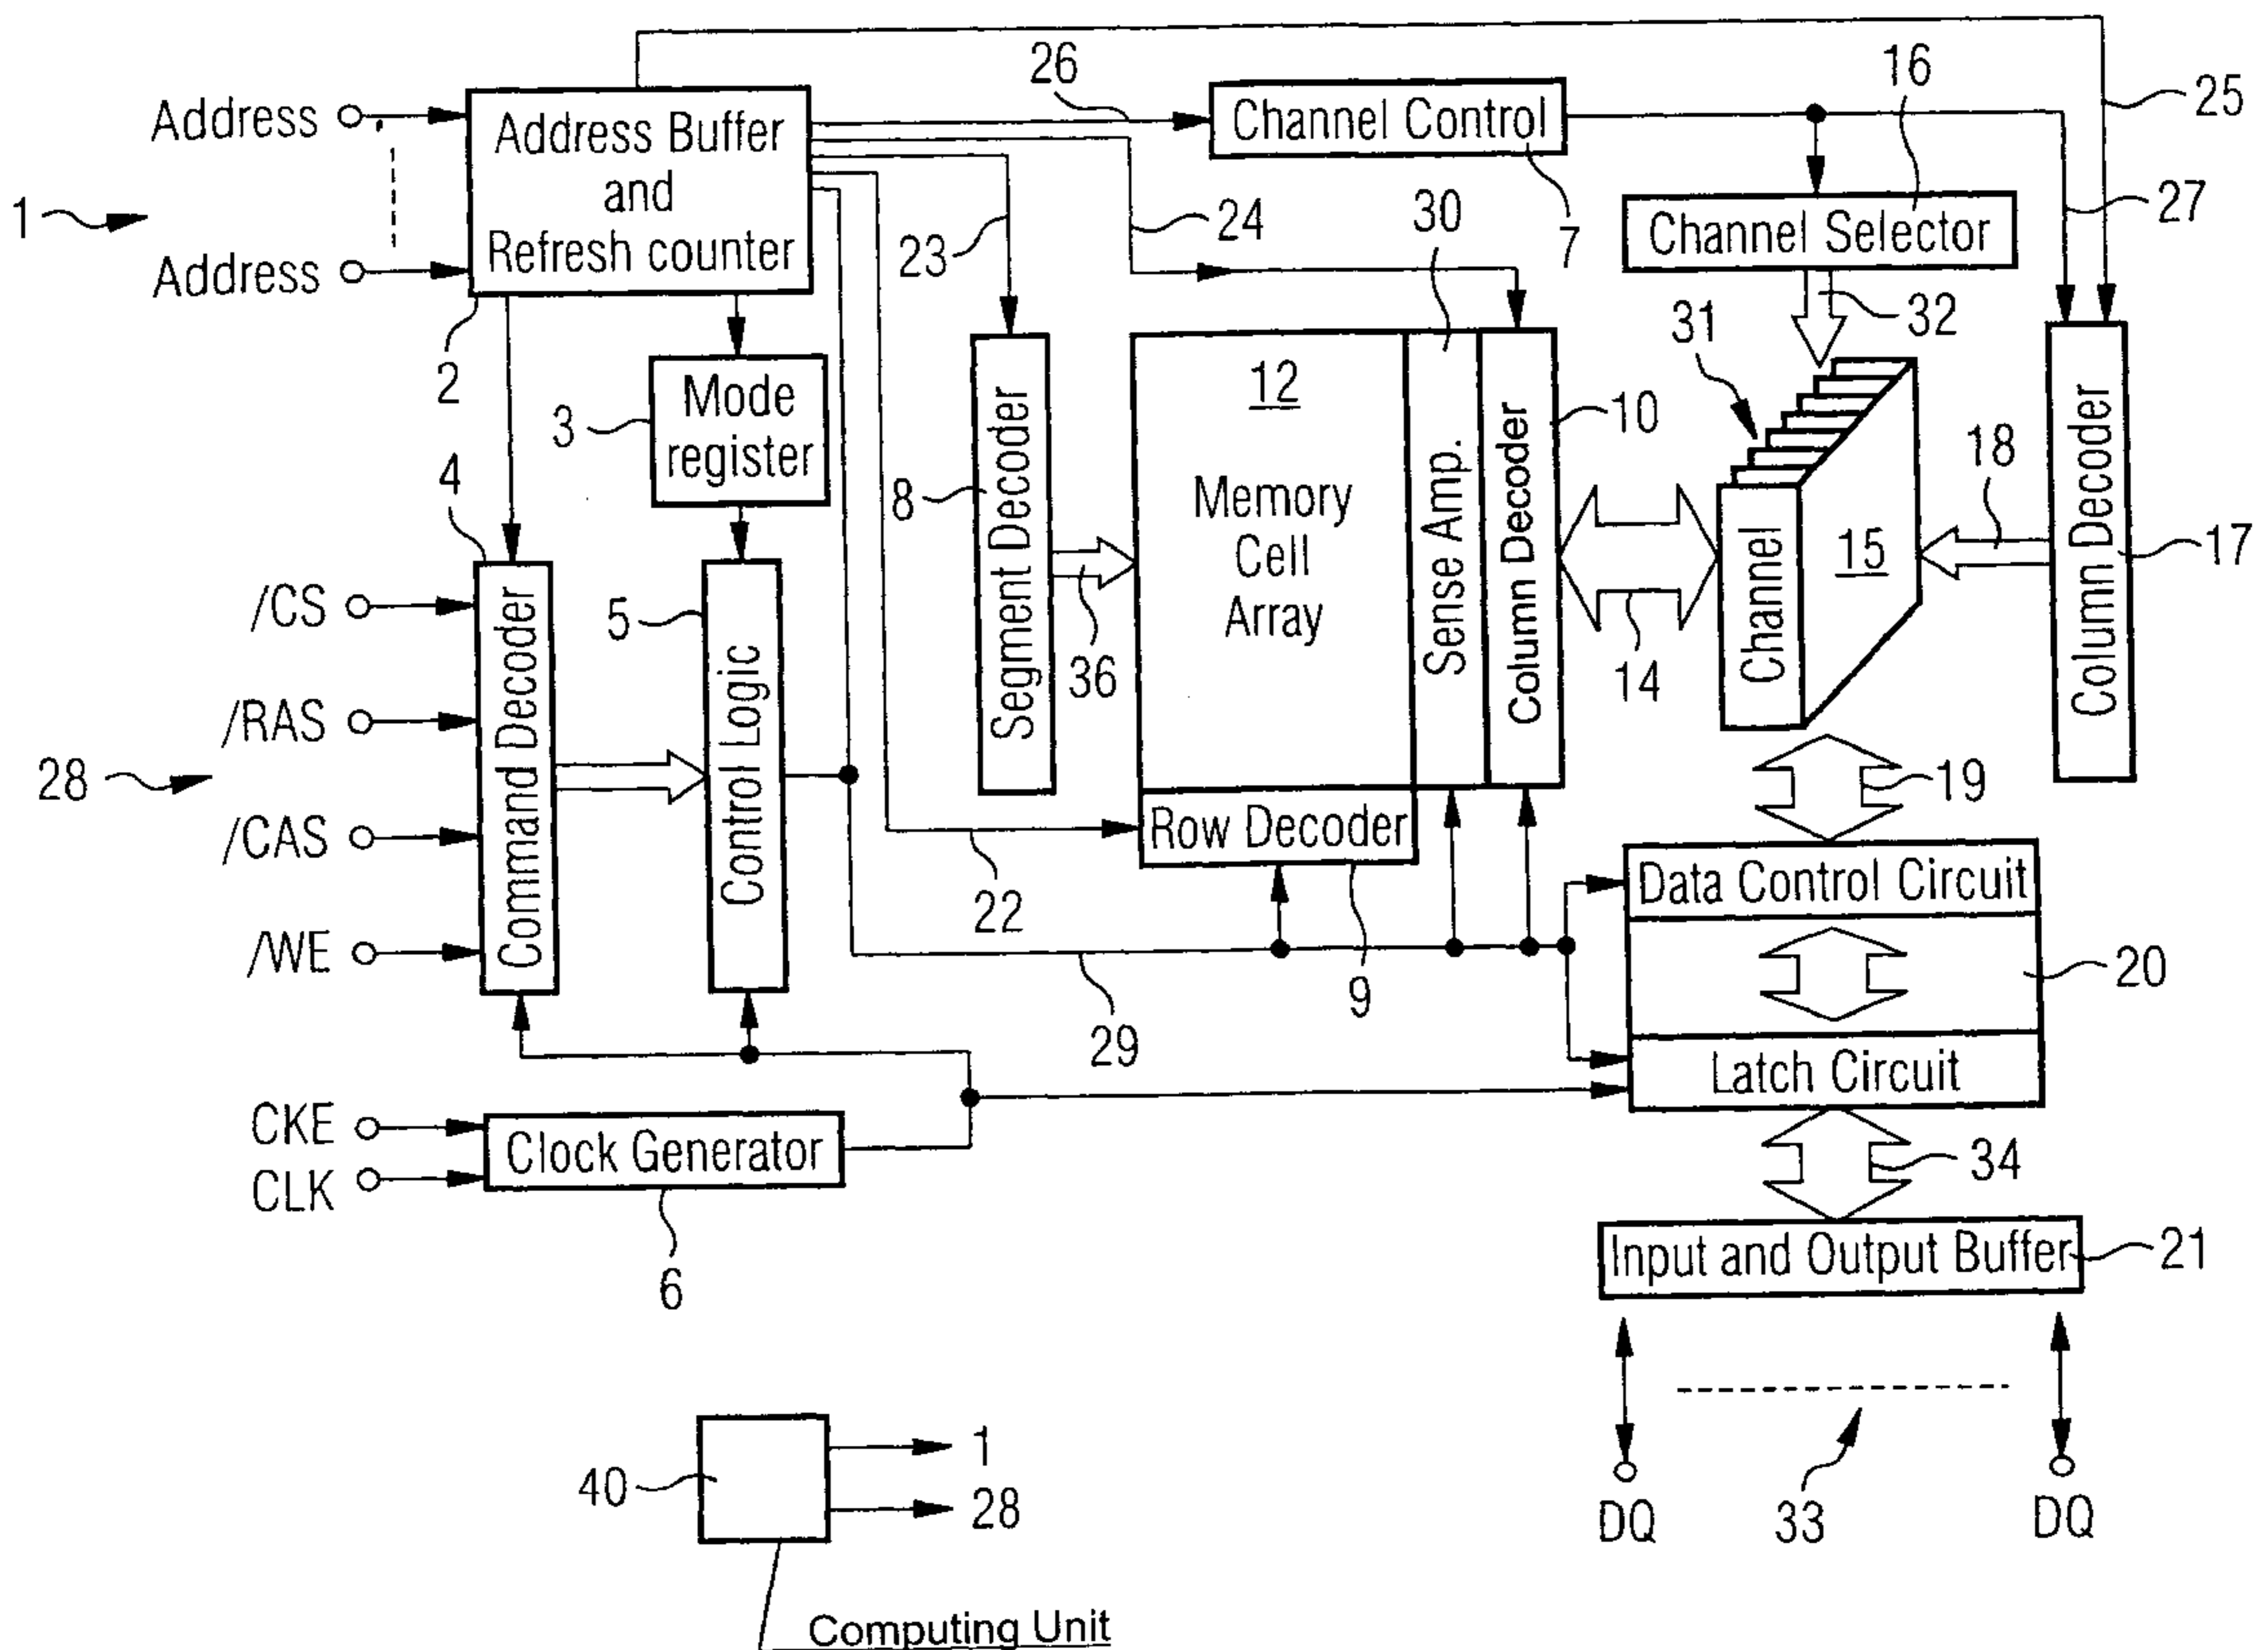 Address
1
Address
Address Buffer
and
Refresh counter
2
26
Channel Control
7
16
Channel Selector
25
27
32
23
24
30
31
3
Mode
register
4
Command Decoder
5
Control Logic
/CS
/RAS
28
/CAS
/WE
8
Segment Decoder
36
12
Memory
Cell
Array
Sense Amp.
Column Decoder
10
14
Channel
15
18
Column Decoder
17
19
Row Decoder
22
9
29
Data Control Circuit
20
Latch Circuit
34
CKE
CLK
Clock Generator
6
Input and Output Buffer
21
DQ
33
DQ
40
1
28
Computing Unit